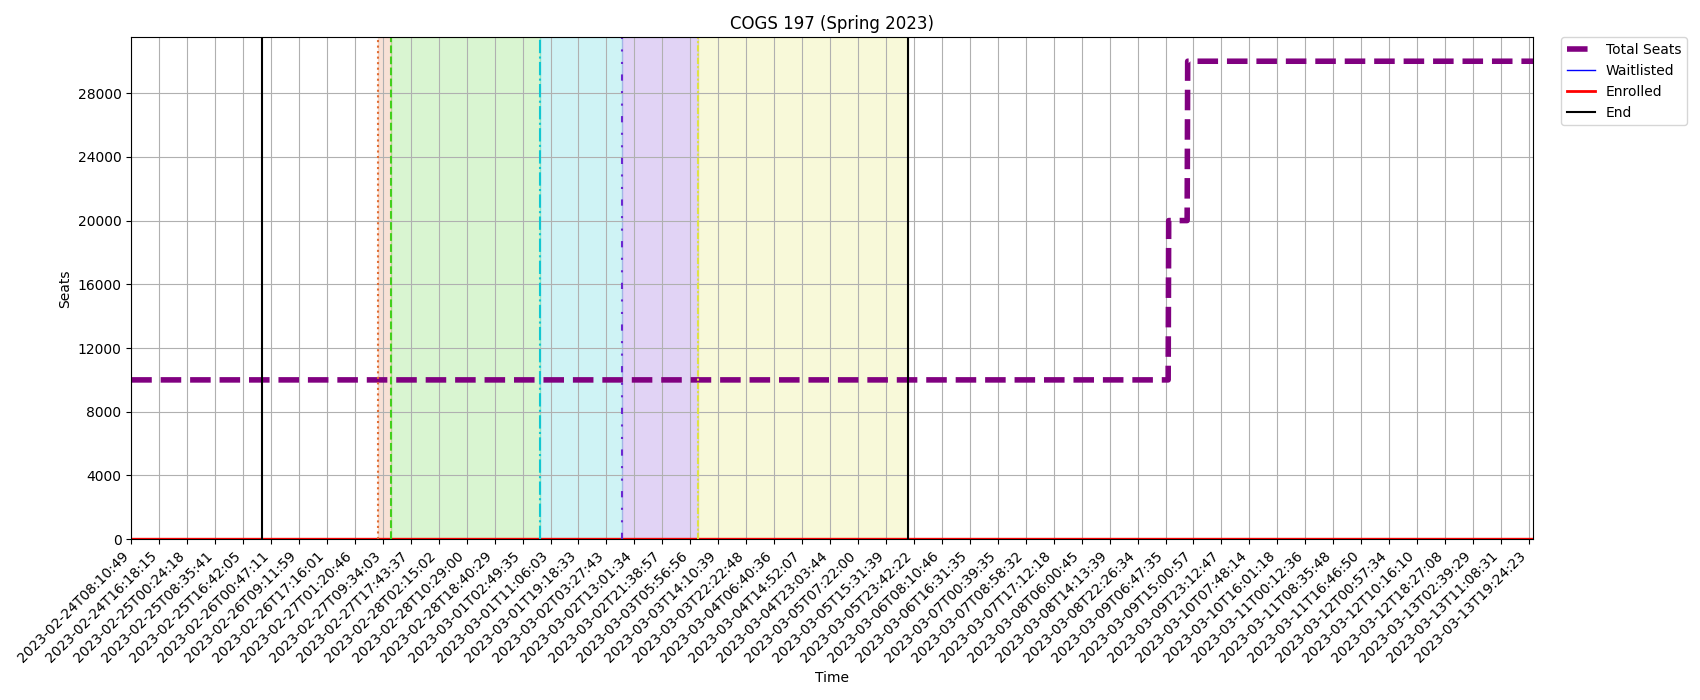 COGS 197 (Spring 2023)
Total Seats
Waitlisted
Enrolled
End
Seats
28000
24000
20000
16000
12000
8000
4000
0
2023-02-24T08:10:49
2023-02-24T16:18:15
2023-02-25T00:24:18
2023-02-25T08:35:41
2023-02-25T16:42:05
2023-02-26T00:47:11
2023-02-26T09:11:59
2023-02-26T17:16:01
2023-02-27T01:20:46
2023-02-27T09:34:03
2023-02-27T17:43:37
2023-02-28T02:15:02
2023-02-28T10:29:00
2023-02-28T18:40:29
2023-03-01T02:49:35
2023-03-01T11:06:03
2023-03-01T19:18:33
2023-03-02T03:27:43
2023-03-02T13:01:34
2023-03-02T21:38:57
2023-03-03T05:56:56
2023-03-03T14:10:39
2023-03-03T22:22:48
2023-03-04T06:40:36
2023-03-04T14:52:07
2023-03-04T23:03:44
2023-03-05T07:22:00
2023-03-05T15:31:39
2023-03-05T23:42:22
2023-03-06T08:10:46
2023-03-06T16:31:35
2023-03-07T00:39:35
2023-03-07T08:58:32
2023-03-07T17:12:18
2023-03-08T06:00:45
2023-03-08T14:13:39
2023-03-08T22:26:34
2023-03-09T06:47:35
2023-03-09T15:00:57
2023-03-09T23:12:47
2023-03-10T07:48:14
2023-03-10T16:01:18
2023-03-11T00:12:36
2023-03-11T08:35:48
2023-03-11T16:46:50
2023-03-12T00:57:34
2023-03-12T10:16:10
2023-03-12T18:27:08
2023-03-13T02:39:29
2023-03-13T11:08:31
2023-03-13T19:24:23
Time